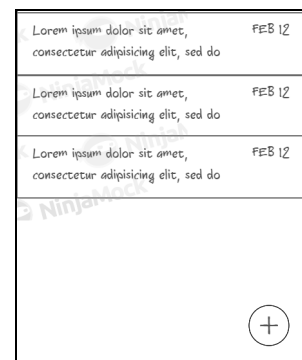 Lorem ipsum dolor sit amet, FEB 12
consectetur adipisicing elit, sed do
Lorem ipsum dolor sit amet, FEB 12
consectetur adipisicing elit, sed do
Lorem ipsum dolor sit amet, FEB 12
consectetur adipisicing elit, sed do
NinjaMock
+